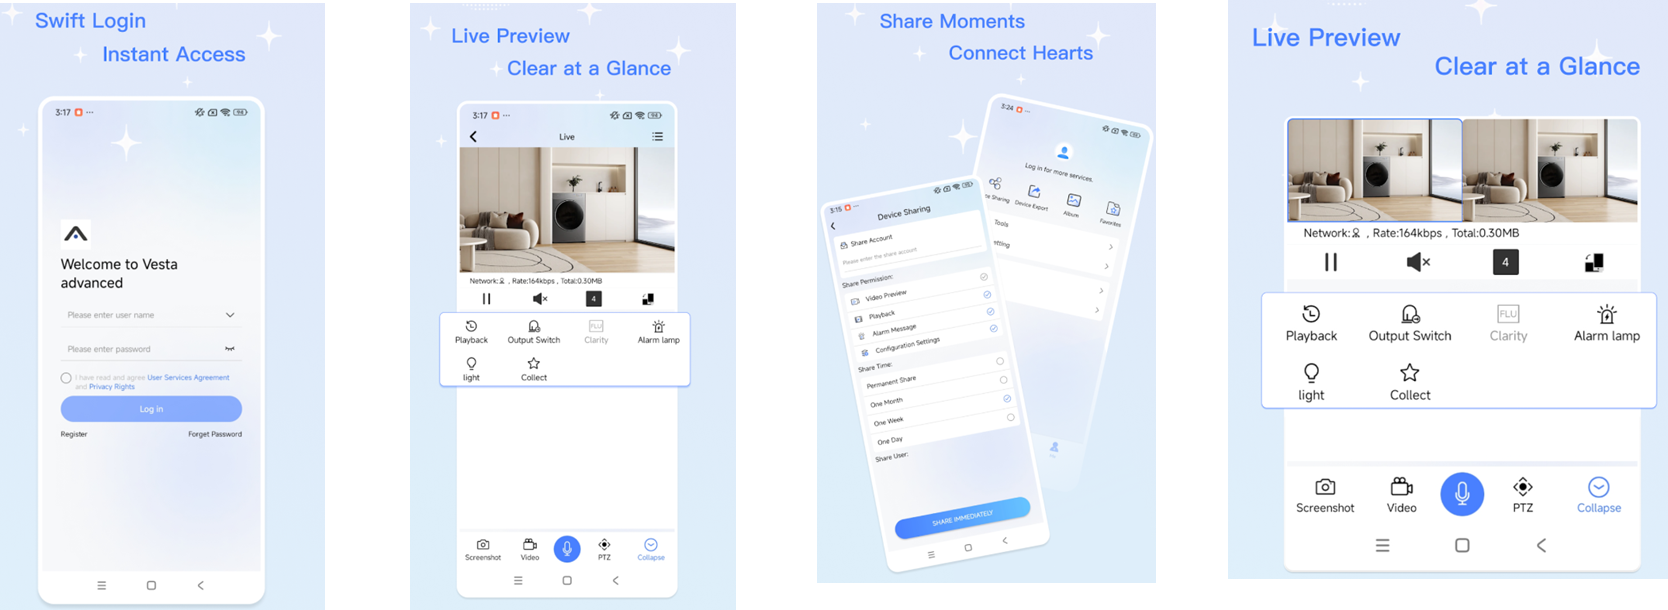 Swift Login
Instant Access
3:17
98
Welcome to Vesta
advanced
Please enter user name
Please enter password
I have read and agree User Services Agreement
and Privacy Rights
Log in
Register
Forget Password
Live Preview
Clear at a Glance
3:17
Live
Network: , Rate:164kbps , Total:0.30MB
4
Playback
Output Switch
FLU
Clarity
Alarm lamp
light
Collect
Screenshot
Video
PTZ
Collapse
Share Moments
Connect Hearts
3:24
Log in for more services
e Sharing
Device Export
Album
Favorites
Tools
etting
3:15
Device Sharing
Share Account
Please enter the share account
Share Permission:
Video Preview
Playback
Alarm Message
Configuration Settings
Share Time:
Permanent Share
One Month
One Week
One Day
Share User:
SHARE IMMEDIATELY
Live Preview
Clear at a Glance
Network: , Rate:164kbps , Total:0.30MB
4
Playback
Output Switch
FLU
Clarity
Alarm lamp
light
Collect
Screenshot
Video
PTZ
Collapse